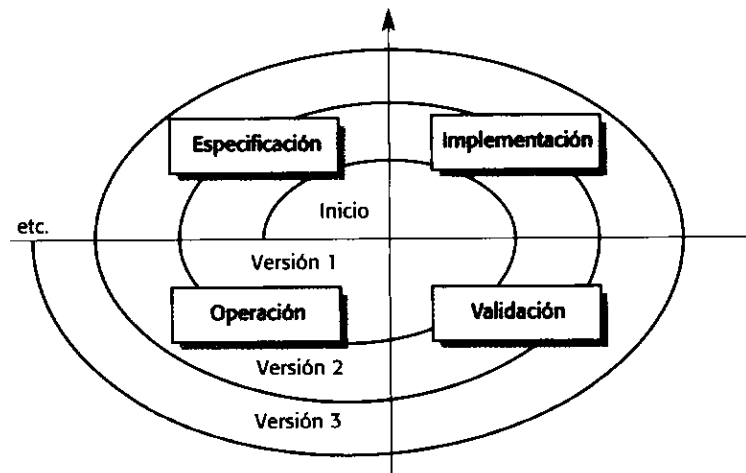 Especificación
Implementación
Inicio
etc.
Versión 1
Operación
Validación
Versión 2
Versión 3